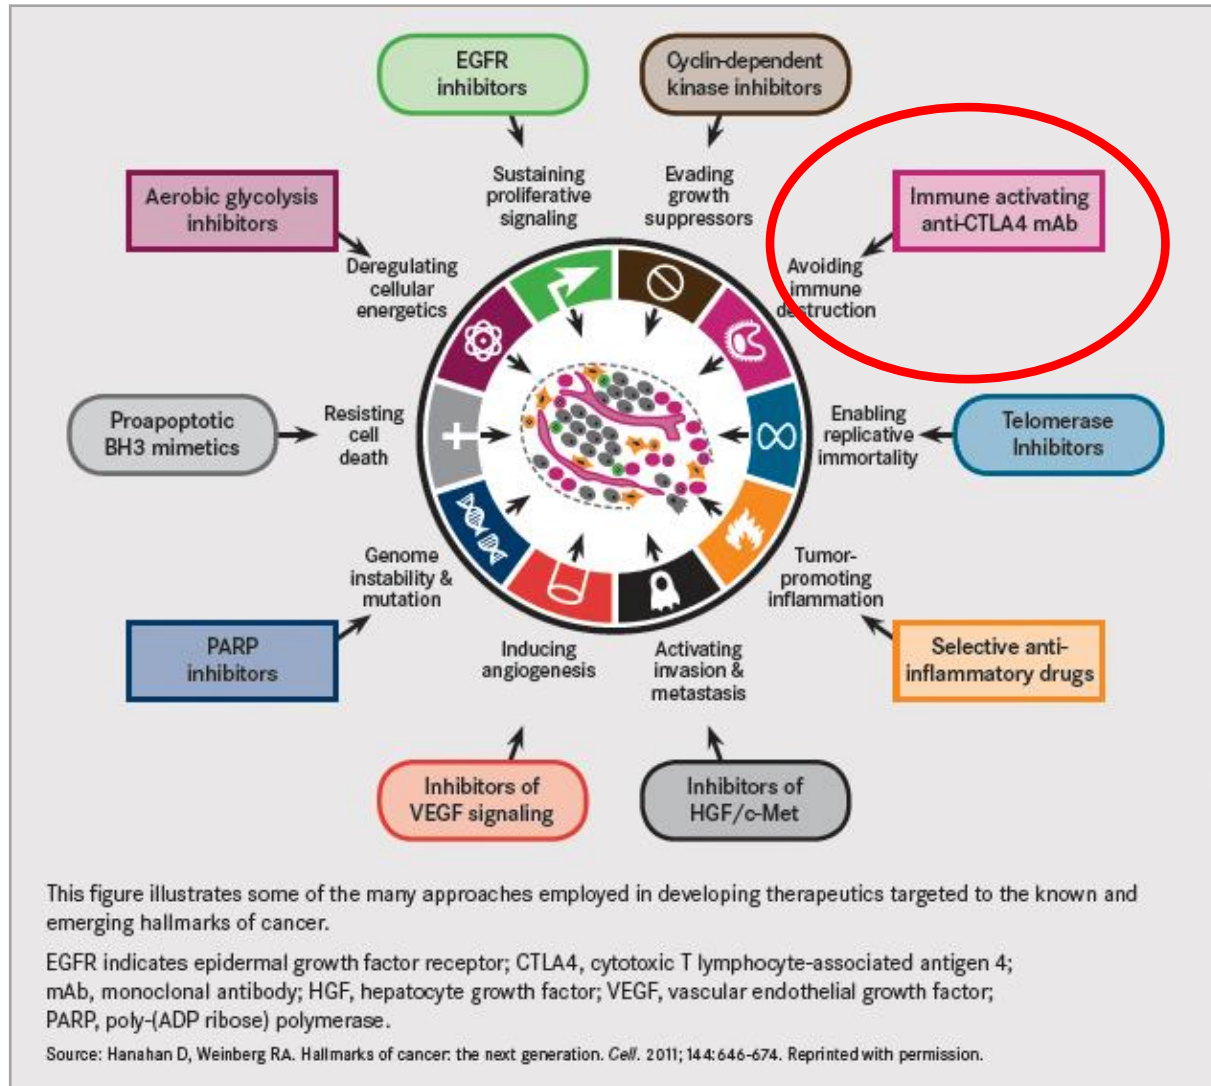 EGFR
inhibitors
Cyclin-dependent
kinase inhibitors
Sustaining
proliferative
signaling
Evading
growth
suppressors
Aerobic glycolysis
inhibitors
Immune activating
anti-CTLA4 mAb
Deregulating
cellular
energetics
Avoiding
immune
destruction
Proapoptotic
BH3 mimetics
Resisting
cell
death
Enabling
replicative
immortality
Telomerase
Inhibitors
Genome
instability &
mutation
Tumor-
promoting
inflammation
PARP
inhibitors
Inducing
angiogenesis
Activating
invasion &
metastasis
Selective anti-
inflammatory drugs
Inhibitors of
VEGF signaling
Inhibitors of
HGF/c-Met
This figure illustrates some of the many approaches employed in developing therapeutics targeted to the known and
emerging hallmarks of cancer.
EGFR indicates epidermal growth factor receptor; CTLA4, cytotoxic T lymphocyte-associated antigen 4;
mAb, monoclonal antibody; HGF, hepatocyte growth factor; VEGF, vascular endothelial growth factor;
PARP, poly-(ADP ribose) polymerase.
Source: Hanahan D, Weinberg RA. Hallmarks of cancer: the next generation. Cell. 2011; 144:646-674. Reprinted with permission.